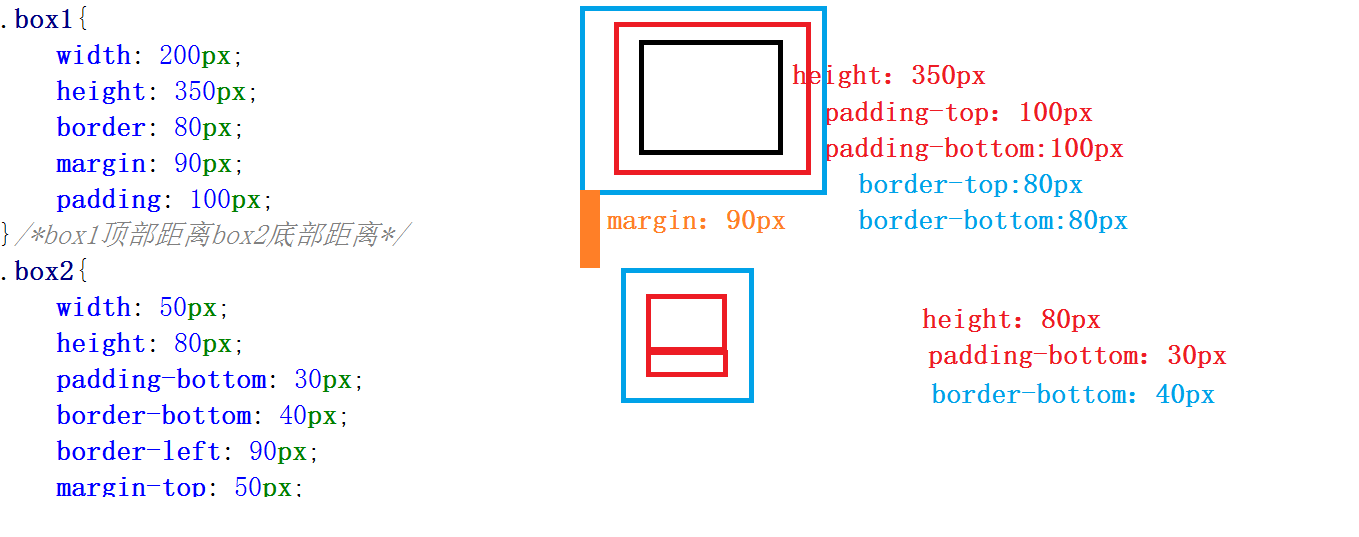 .box1{
width: 200px;
height: 350px;
border: 80px;
margin: 90px;
padding: 100px;
}/*box1顶部距离box2底部距离*/
.box2{
width: 50px;
height: 80px;
padding-bottom: 30px;
border-bottom: 40px;
border-left: 90px;
margin-top: 50px;
height：350px
padding-top：100px
padding-bottom:100px
border-top:80px
border-bottom:80px
margin：90px
height：80px
padding-bottom：30px
border-bottom：40px